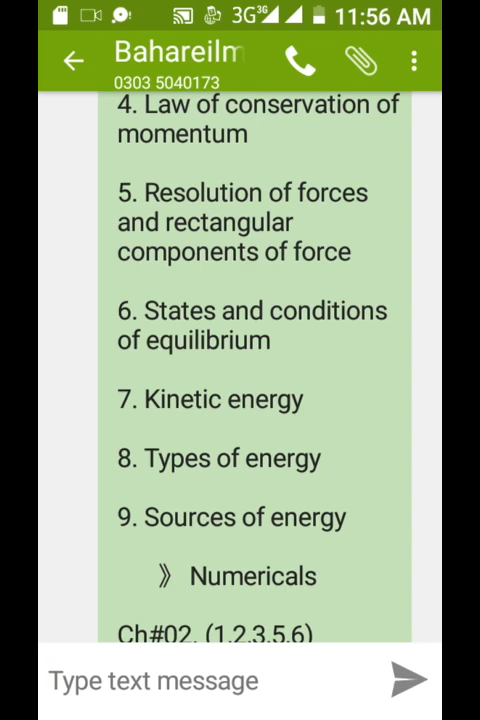 3G 3G 11:56 AM
Bahareilm
0303 5040173
4. Law of conservation of
momentum
5. Resolution of forces
and rectangular
components of force
6. States and conditions
of equilibrium
7. Kinetic energy
8. Types of energy
9. Sources of energy
》 Numericals
Ch#02. (1,2,3,5,6)
Type text message